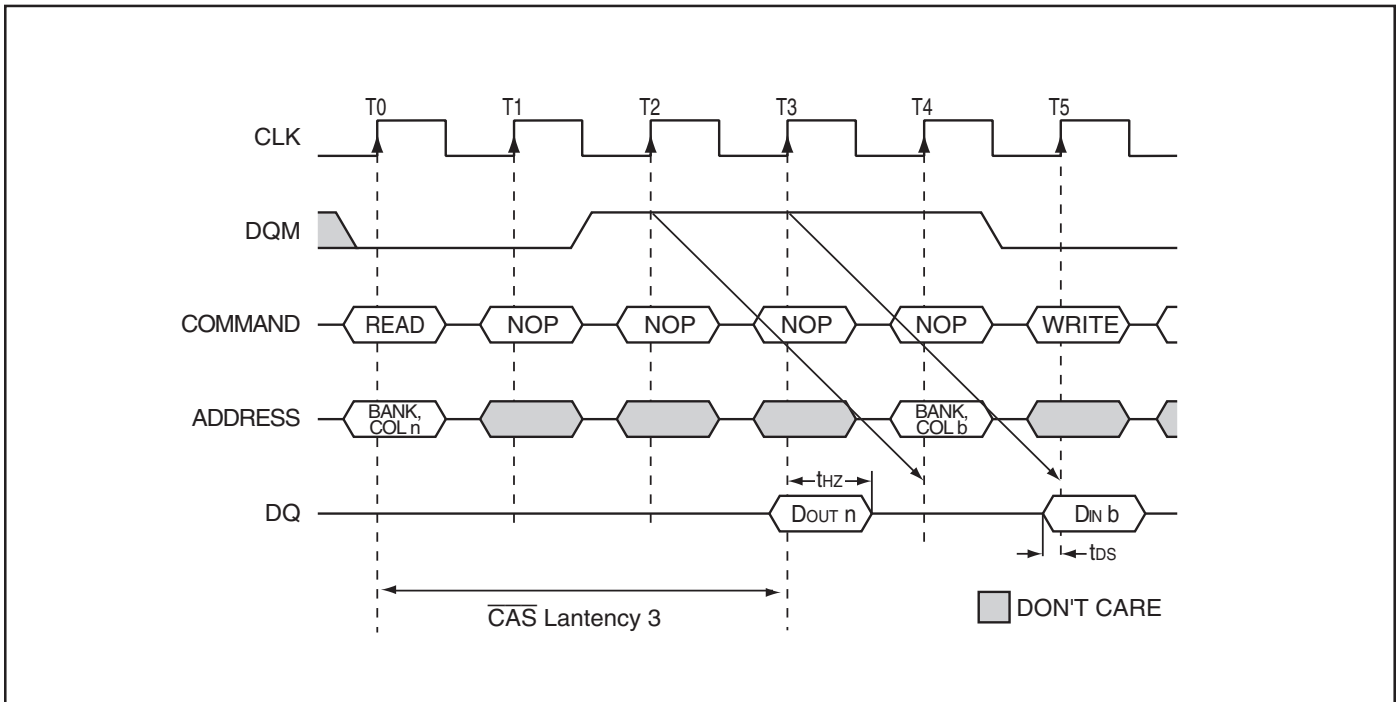 T0 T1 T2 T3 T4 T5
CLK
DQM
COMMAND READ NOP NOP NOP NOP WRITE
ADDRESS BANK, COL n BANK, COL b
tHZ
DQ DOUT n DIN b
tDS
CAS Lantency 3
DON'T CARE